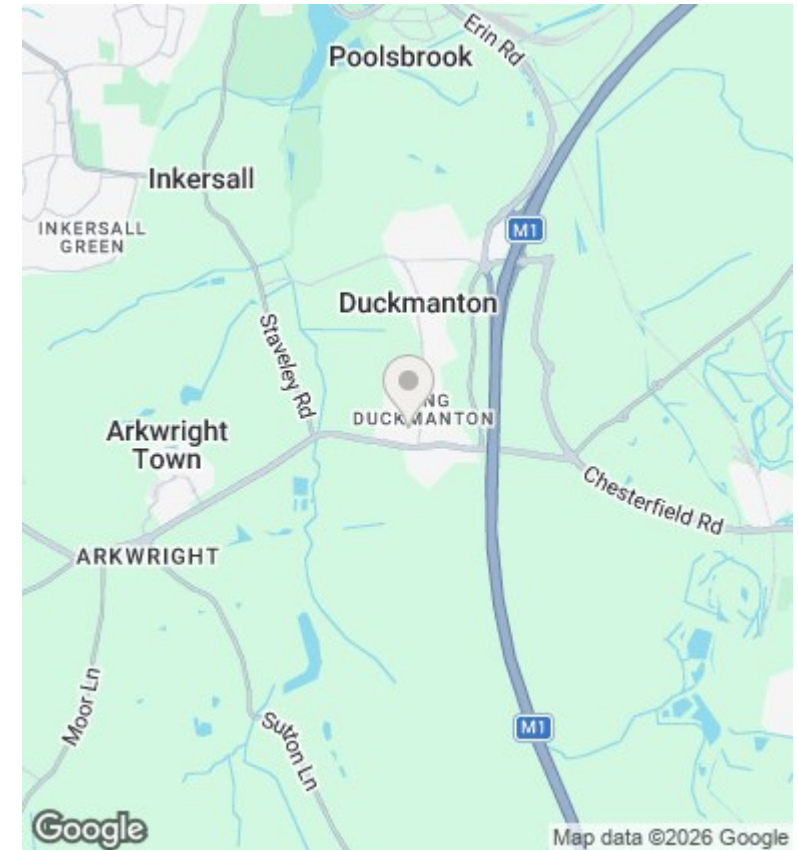 Poolsbrook
Erin Rd
Inkersall
INKERSALL
GREEN
M1
Duckmanton
Staveley Rd
NG
DUCKMANTON
Arkwright
Town
Chesterfield Rd
ARKWRIGHT
Moor Ln
Sutton Ln
M1
Google
Map data ©2026 Google